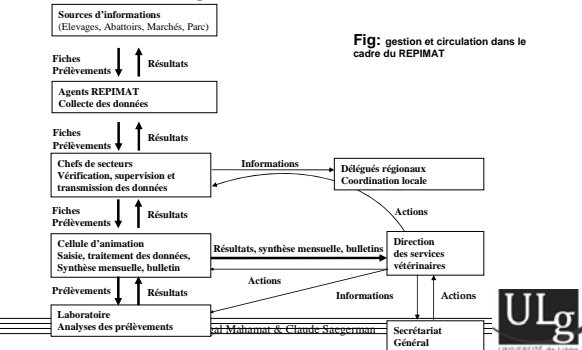 Sources d'informations
(Elevages, Abattoirs, Marchés, Parc)
Fig: gestion et circulation dans le
cadre du REPIMAT
Fiches
Prélèvements
Résultats
Agents REPIMAT
Collecte des données
Fiches
Prélèvements
Résultats
Chefs de secteurs
Vérification, supervision et
transmission des données
Informations
Délégués régionaux
Coordination locale
Fiches
Prélèvements
Résultats
Actions
Cellule d'animation
Saisie, traitement des données,
Synthèse mensuelle, bulletin
Résultats, synthèse mensuelle, bulletins
Direction
des services
vétérinaires
Actions
Prélèvements
Résultats
Informations
Actions
Laboratoire
Analyses des prélèvements
Mahamat & Claude Saegerman
Secrétariat
Général
ULg